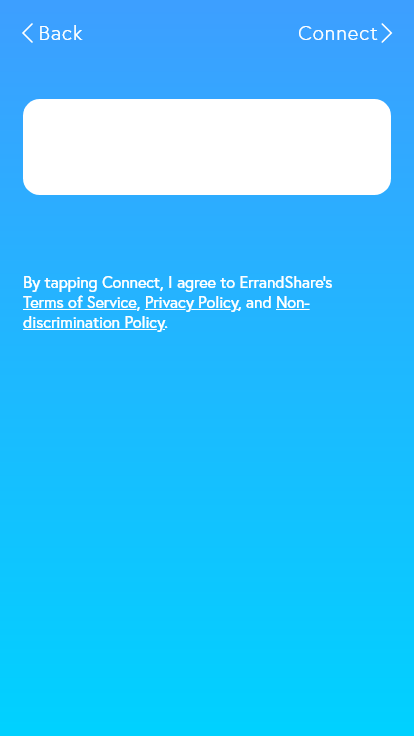 Back
Connect
By tapping Connect, I agree to ErrandShare's
Terms of Service, Privacy Policy, and Non-
discrimination Policy.